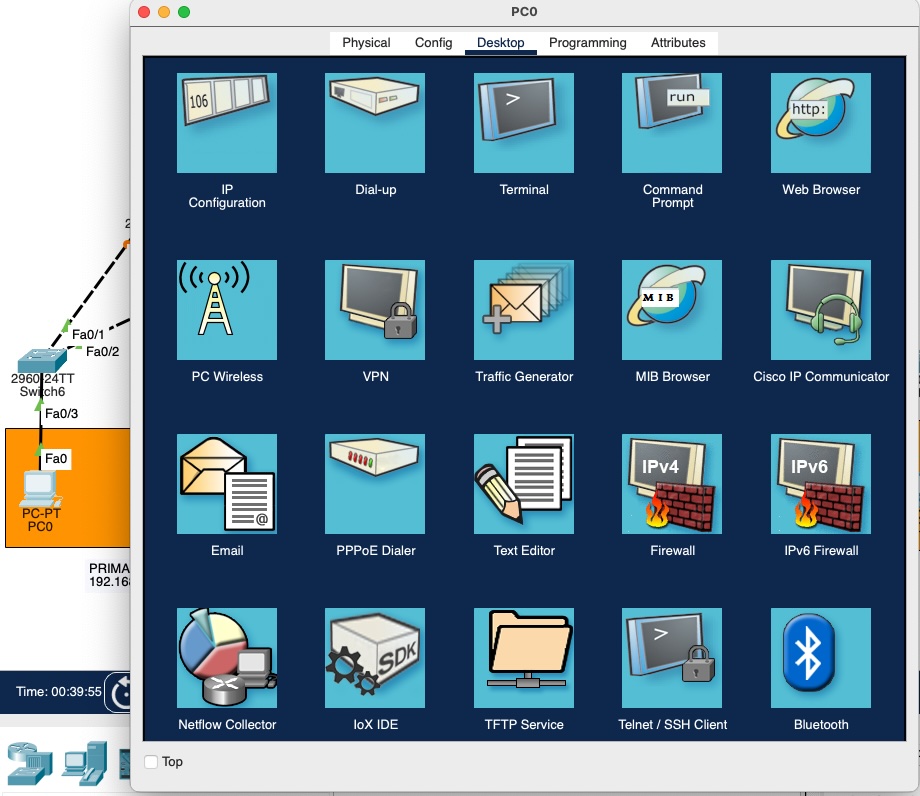 PC0
Physical
Config
Desktop
Programming
Attributes
106
>
run
http:
IP
Configuration
Dial-up
Terminal
Command
Prompt
Web Browser
MIB
PC Wireless
VPN
Traffic Generator
MIB Browser
Cisco IP Communicator
@
IPv4
IPv6
Email
PPPoE Dialer
Text Editor
Firewall
IPv6 Firewall
SDK
>
Netflow Collector
IoX IDE
TFTP Service
Telnet / SSH Client
Bluetooth
Top
2
Fa0/1
Fa0/2
2960-24TT
Switch6
Fa0/3
Fa0
PC-PT
PC0
PRIMA
192.168
Time: 00:39:55